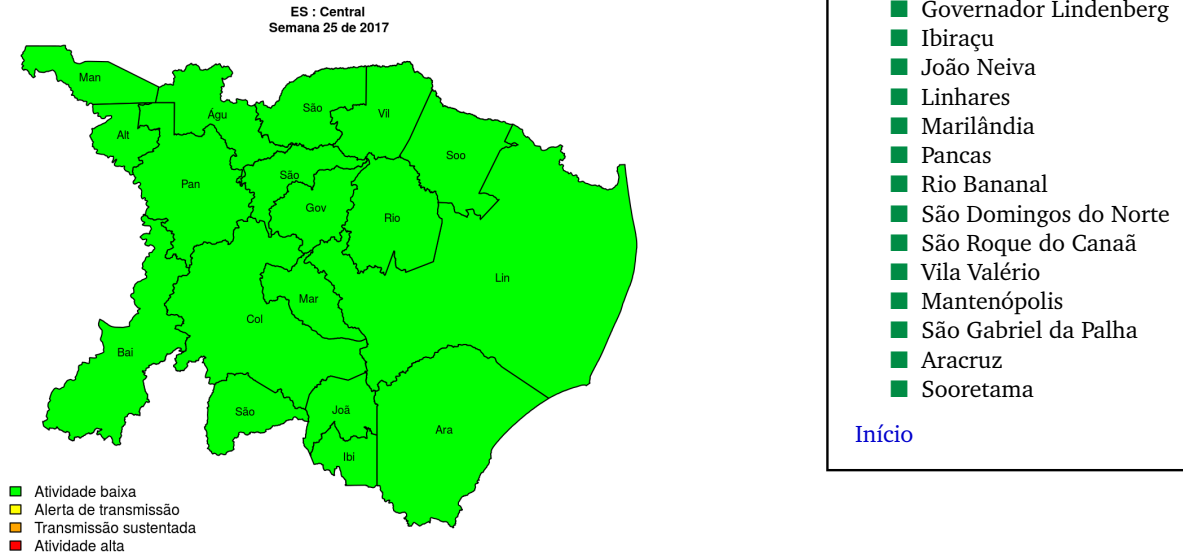 ES : Central
Semana 25 de 2017
Man
Águ
São
Vil
Alt
Soo
Pan
São
Gov
Rio
Lin
Mar
Col
Bai
São
Joã
Ara
Ibi
Atividade baixa
Alerta de transmissão
Transmissão sustentada
Atividade alta
Governador Lindenberg
Ibiraçu
João Neiva
Linhares
Marilândia
Pancas
Rio Bananal
São Domingos do Norte
São Roque do Canaã
Vila Valério
Mantenópolis
São Gabriel da Palha
Aracruz
Sooretama
Início